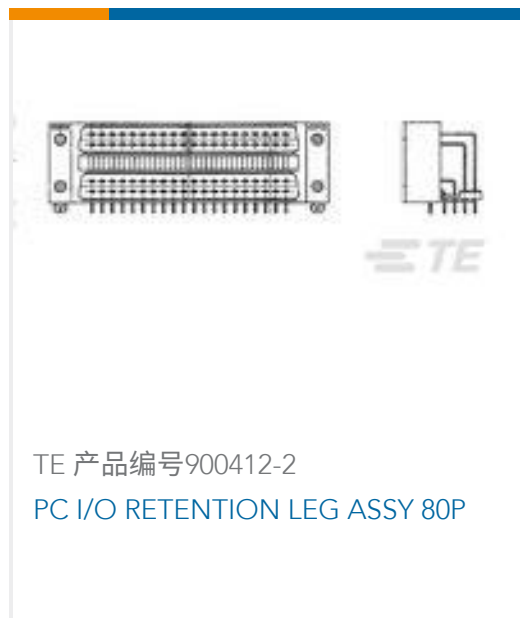 TE
TE 产品编号900412-2
PC I/O RETENTION LEG ASSY 80P